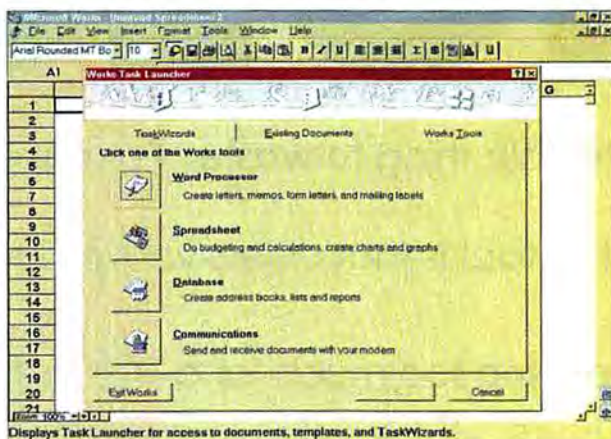 Microsoft Works - Unsaved Spreadsheet 2
File Edit View Insert Format Tools Window Help
Arial Rounded MT Bo 10 B I U Σ $ U
A1
Works Task Launcher
G
TaskWizards Existing Documents Works Tools
Click one of the Works tools
Word Processor
Create letters, memos, form letters, and mailing labels
Spreadsheet
Do budgeting and calculations, create charts and graphs
Database
Create address books, lists and reports
Communications
Send and receive documents with your modem
Exit Works Cancel
1
2
3
4
5
6
7
8
9
10
11
12
13
14
15
16
17
18
19
20
21
Zoom 100%
Displays Task Launcher for access to documents, templates, and TaskWizards.